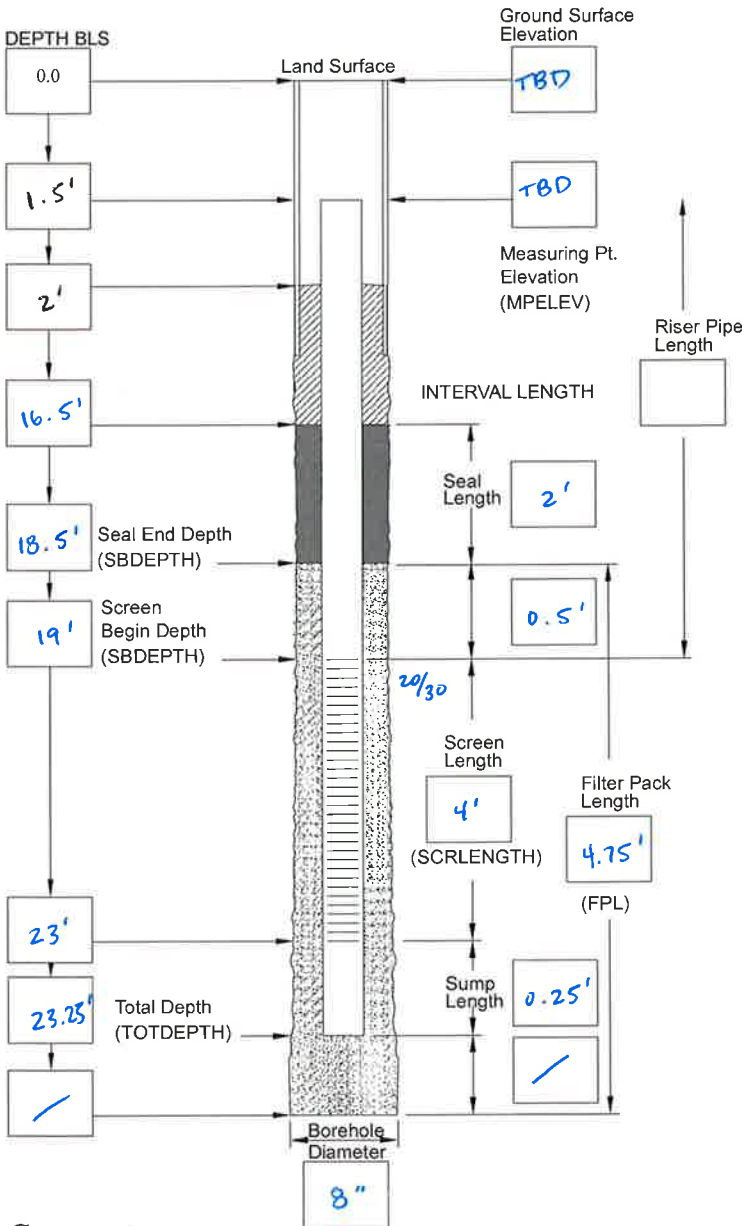 Ground Surface
Elevation
DEPTH BLS
0.0
Land Surface
TBD
1.5'
TBD
2'
Measuring Pt.
Elevation
(MPELEV)
Riser Pipe
Length
16.5'
INTERVAL LENGTH
Seal
Length
2'
18.5'
Seal End Depth
(SBDEPTH)
19'
Screen
Begin Depth
(SBDEPTH)
0.5'
20/30
Screen
Length
4'
(SCRLENGTH)
Filter Pack
Length
4.75'
(FPL)
23'
23.25'
Total Depth
(TOTDEPTH)
Sump
Length
0.25'
/
/
Borehole
Diameter
8"